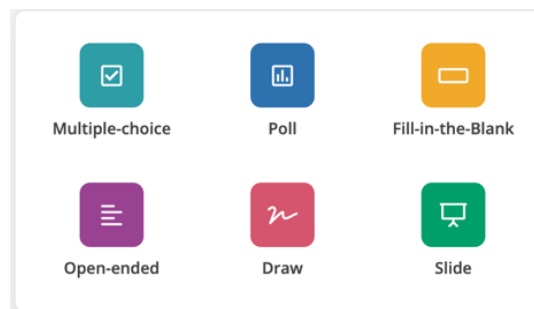 Multiple-choice
Poll
Fill-in-the-Blank
Open-ended
Draw
Slide